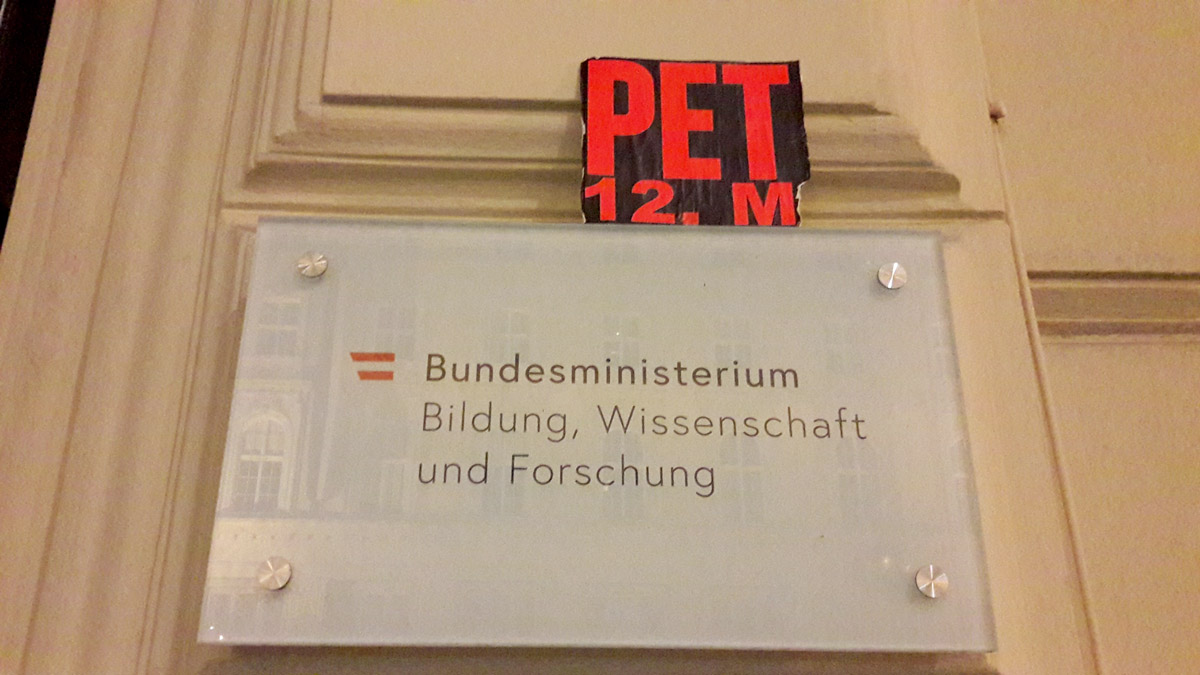 PET
12. M
Bundesministerium
Bildung, Wissenschaft
und Forschung